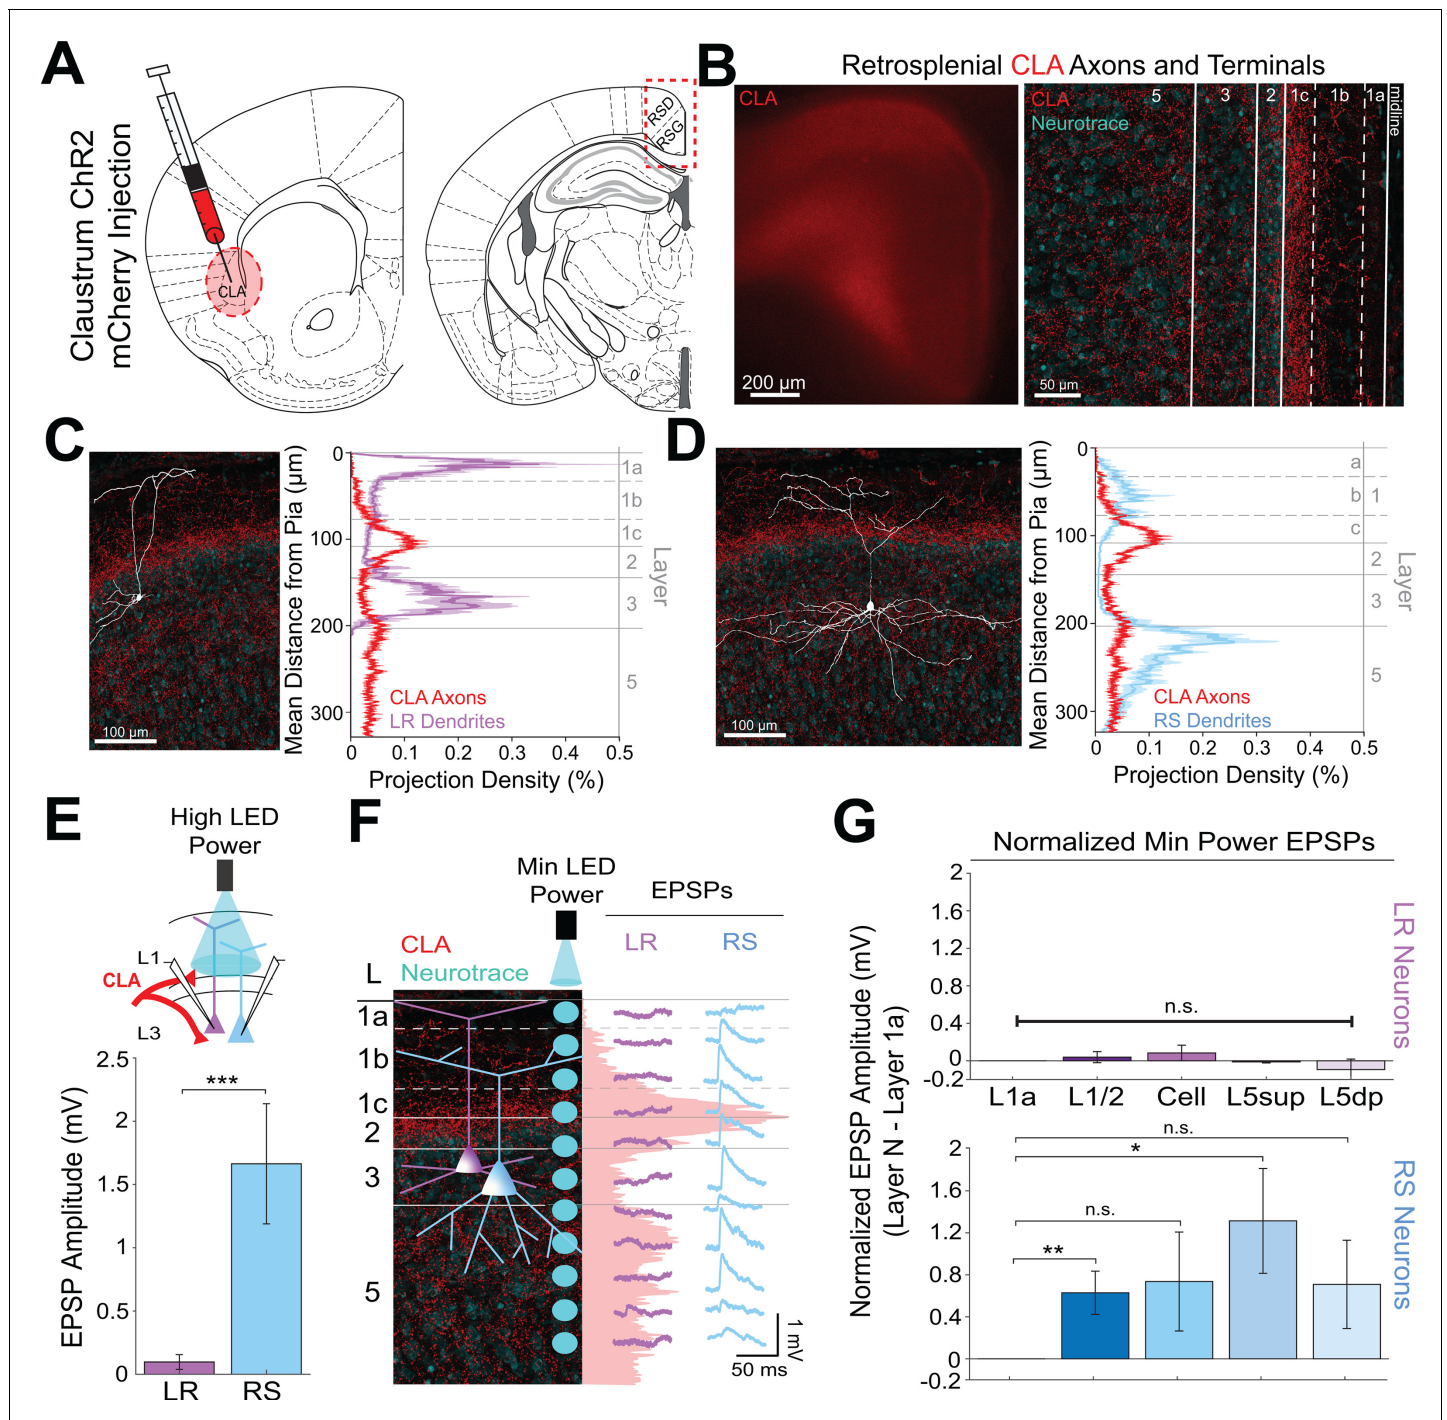 A
Claustrum ChR2
mCherry Injection
CLA
RSD
RSG
B
Retrosplenial CLA Axons and Terminals
CLA
200 µm
CLA
Neurotrace
5
3
2
1c
1b
1a
midline
50 µm
C
100 µm
Mean Distance from Pia (µm)
0
100
200
300
1a
1b
1c
2
3
5
Layer
CLA Axons
LR Dendrites
0
0.1
0.2
0.3
0.4
0.5
Projection Density (%)
D
100 µm
Mean Distance from Pia (µm)
0
100
200
300
a
b
c
1
2
3
5
Layer
CLA Axons
RS Dendrites
0
0.1
0.2
0.3
0.4
0.5
Projection Density (%)
E
High LED
Power
L1
CLA
L3
EPSP Amplitude (mV)
2.5
2
1.5
1
0.5
0
***
LR
RS
F
Min LED
Power
EPSPs
LR
RS
CLA
Neurotrace
L
1a
1b
1c
2
3
5
1 mV
50 ms
G
Normalized Min Power EPSPs
Normalized EPSP Amplitude (mV)
(Layer N - Layer 1a)
2
1.6
1.2
0.8
0.4
0
-0.2
n.s.
L1a
L1/2
Cell
L5sup
L5dp
LR Neurons
2
1.6
1.2
0.8
0.4
0
-0.2
n.s.
*
n.s.
**
RS Neurons